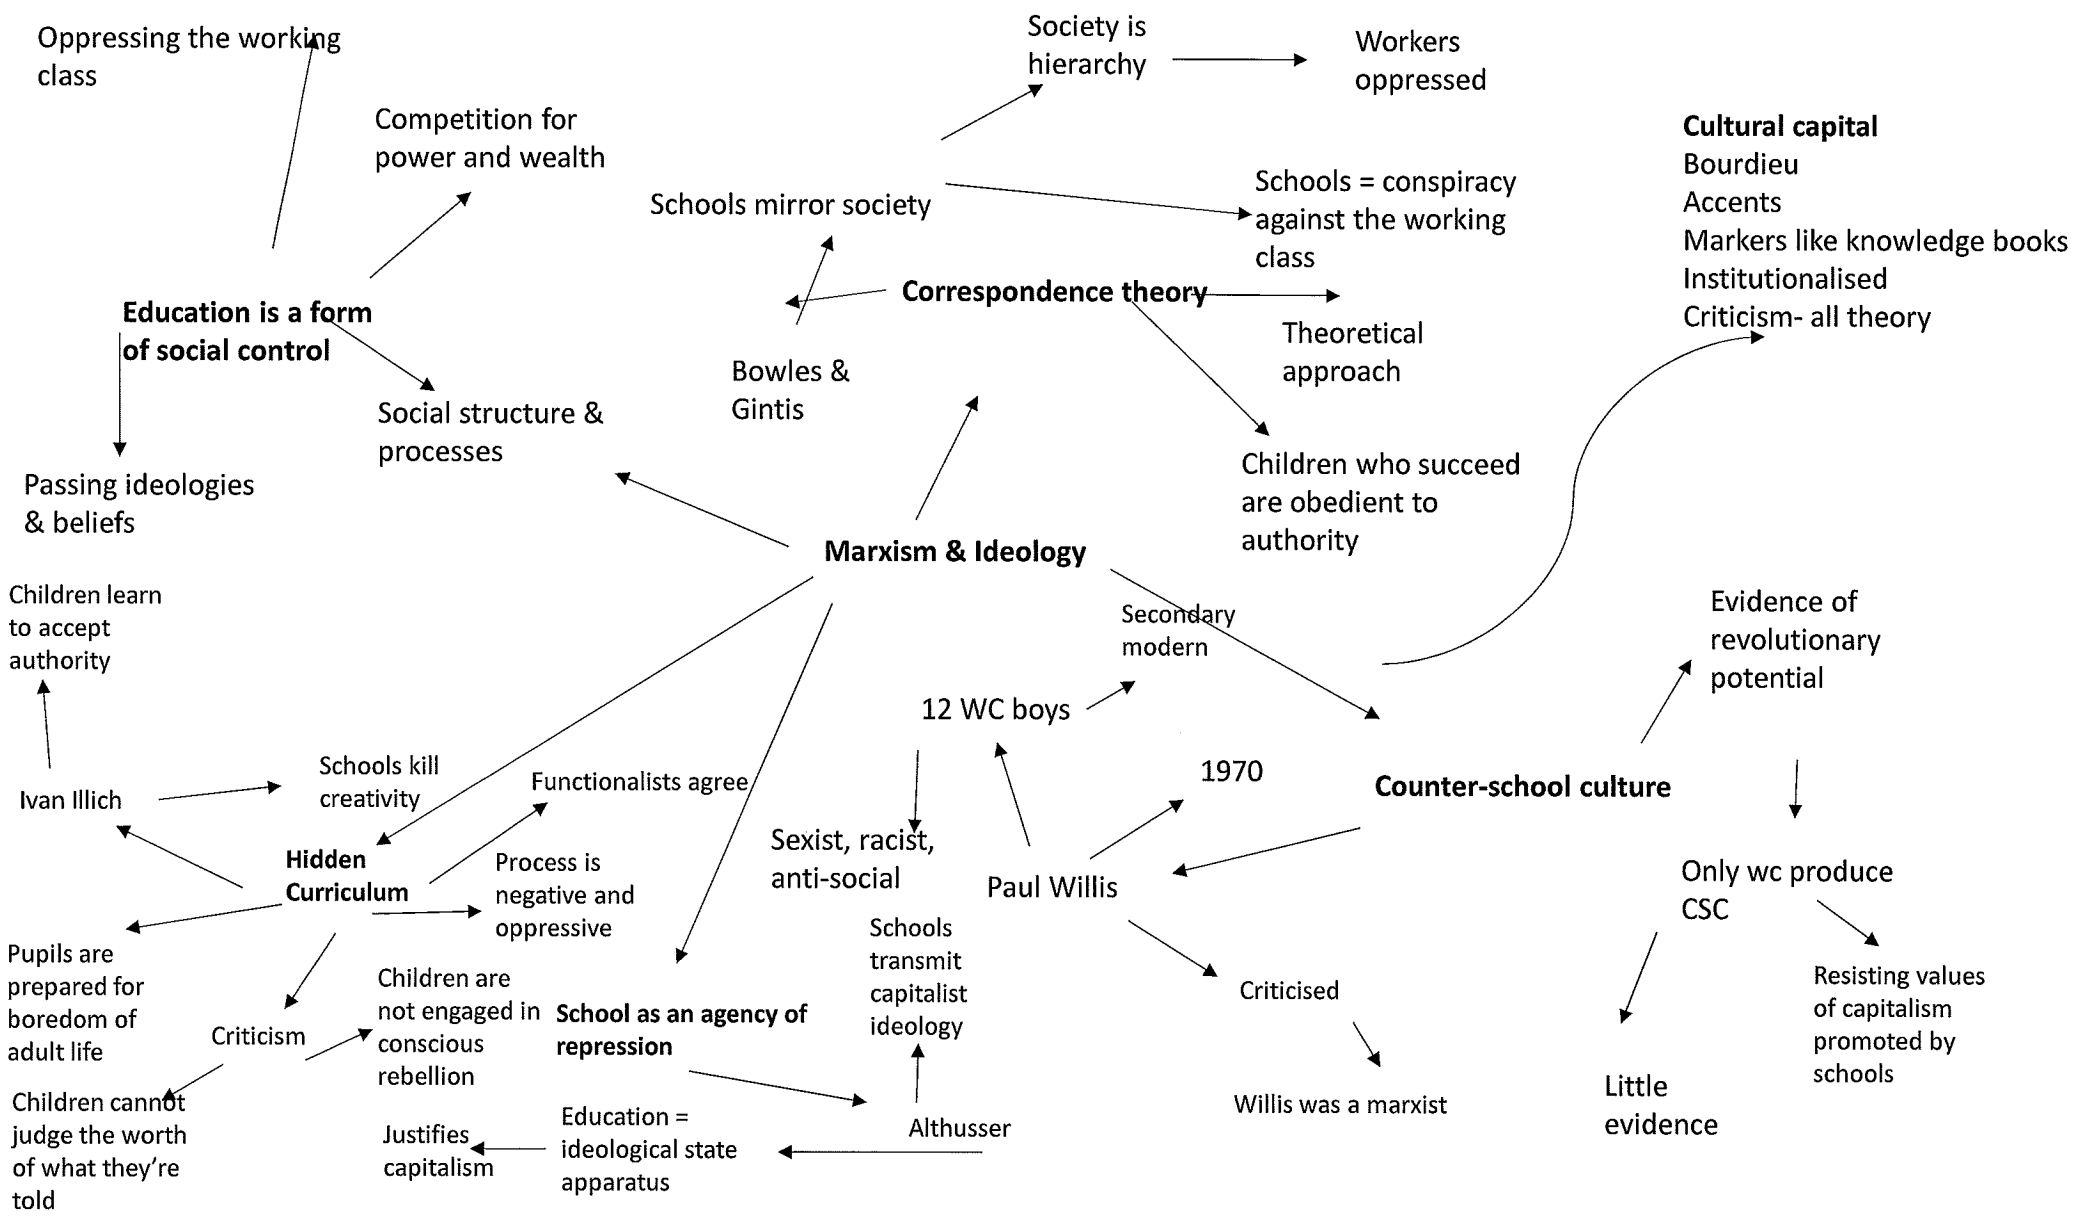 Oppressing the working
class
Competition for
power and wealth
Education is a form
of social control
Social structure &
processes
Passing ideologies
& beliefs
Society is
hierarchy
Workers
oppressed
Schools mirror society
Schools = conspiracy
against the working
class
Correspondence theory
Theoretical
approach
Bowles &
Gintis
Children who succeed
are obedient to
authority
Cultural capital
Bourdieu
Accents
Markers like knowledge books
Institutionalised
Criticism- all theory
Marxism & Ideology
Children learn
to accept
authority
Ivan Illich
Schools kill
creativity
Functionalists agree
Hidden
Curriculum
Process is
negative and
oppressive
Pupils are
prepared for
boredom of
adult life
Criticism
Children are
not engaged in
conscious
rebellion
Children cannot
judge the worth
of what they're
told
School as an agency of
repression
Schools
transmit
capitalist
ideology
Althusser
Education =
ideological state
apparatus
Justifies
capitalism
Secondary
modern
12 WC boys
1970
Sexist, racist,
anti-social
Paul Willis
Criticised
Willis was a marxist
Counter-school culture
Evidence of
revolutionary
potential
Only wc produce
CSC
Resisting values
of capitalism
promoted by
schools
Little
evidence